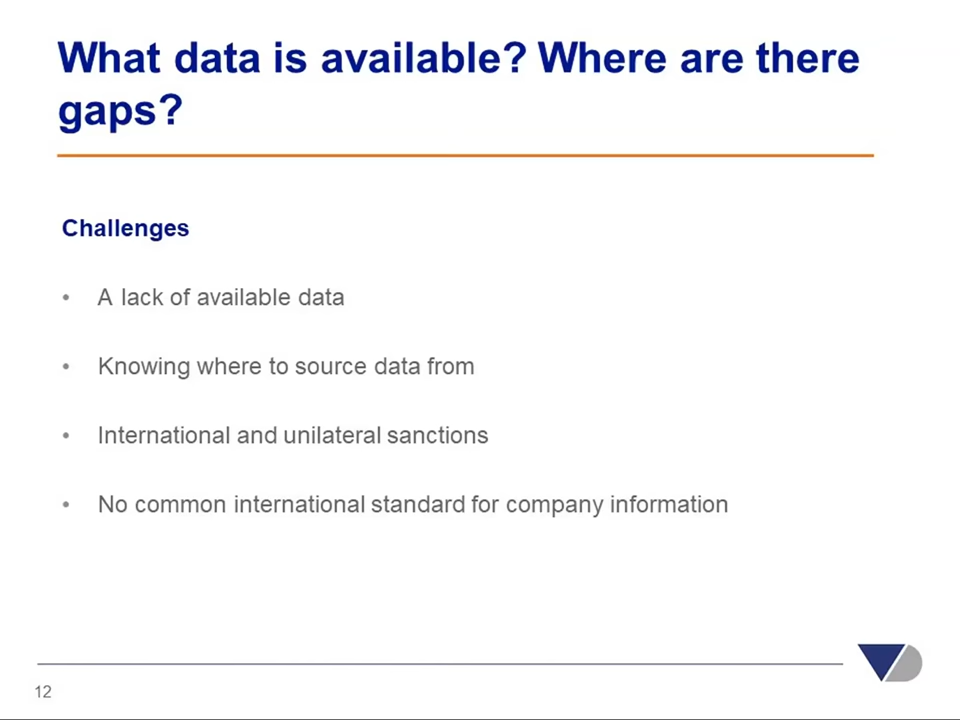 What data is available? Where are there
gaps?
Challenges
• A lack of available data
• Knowing where to source data from
• International and unilateral sanctions
• No common international standard for company information
12